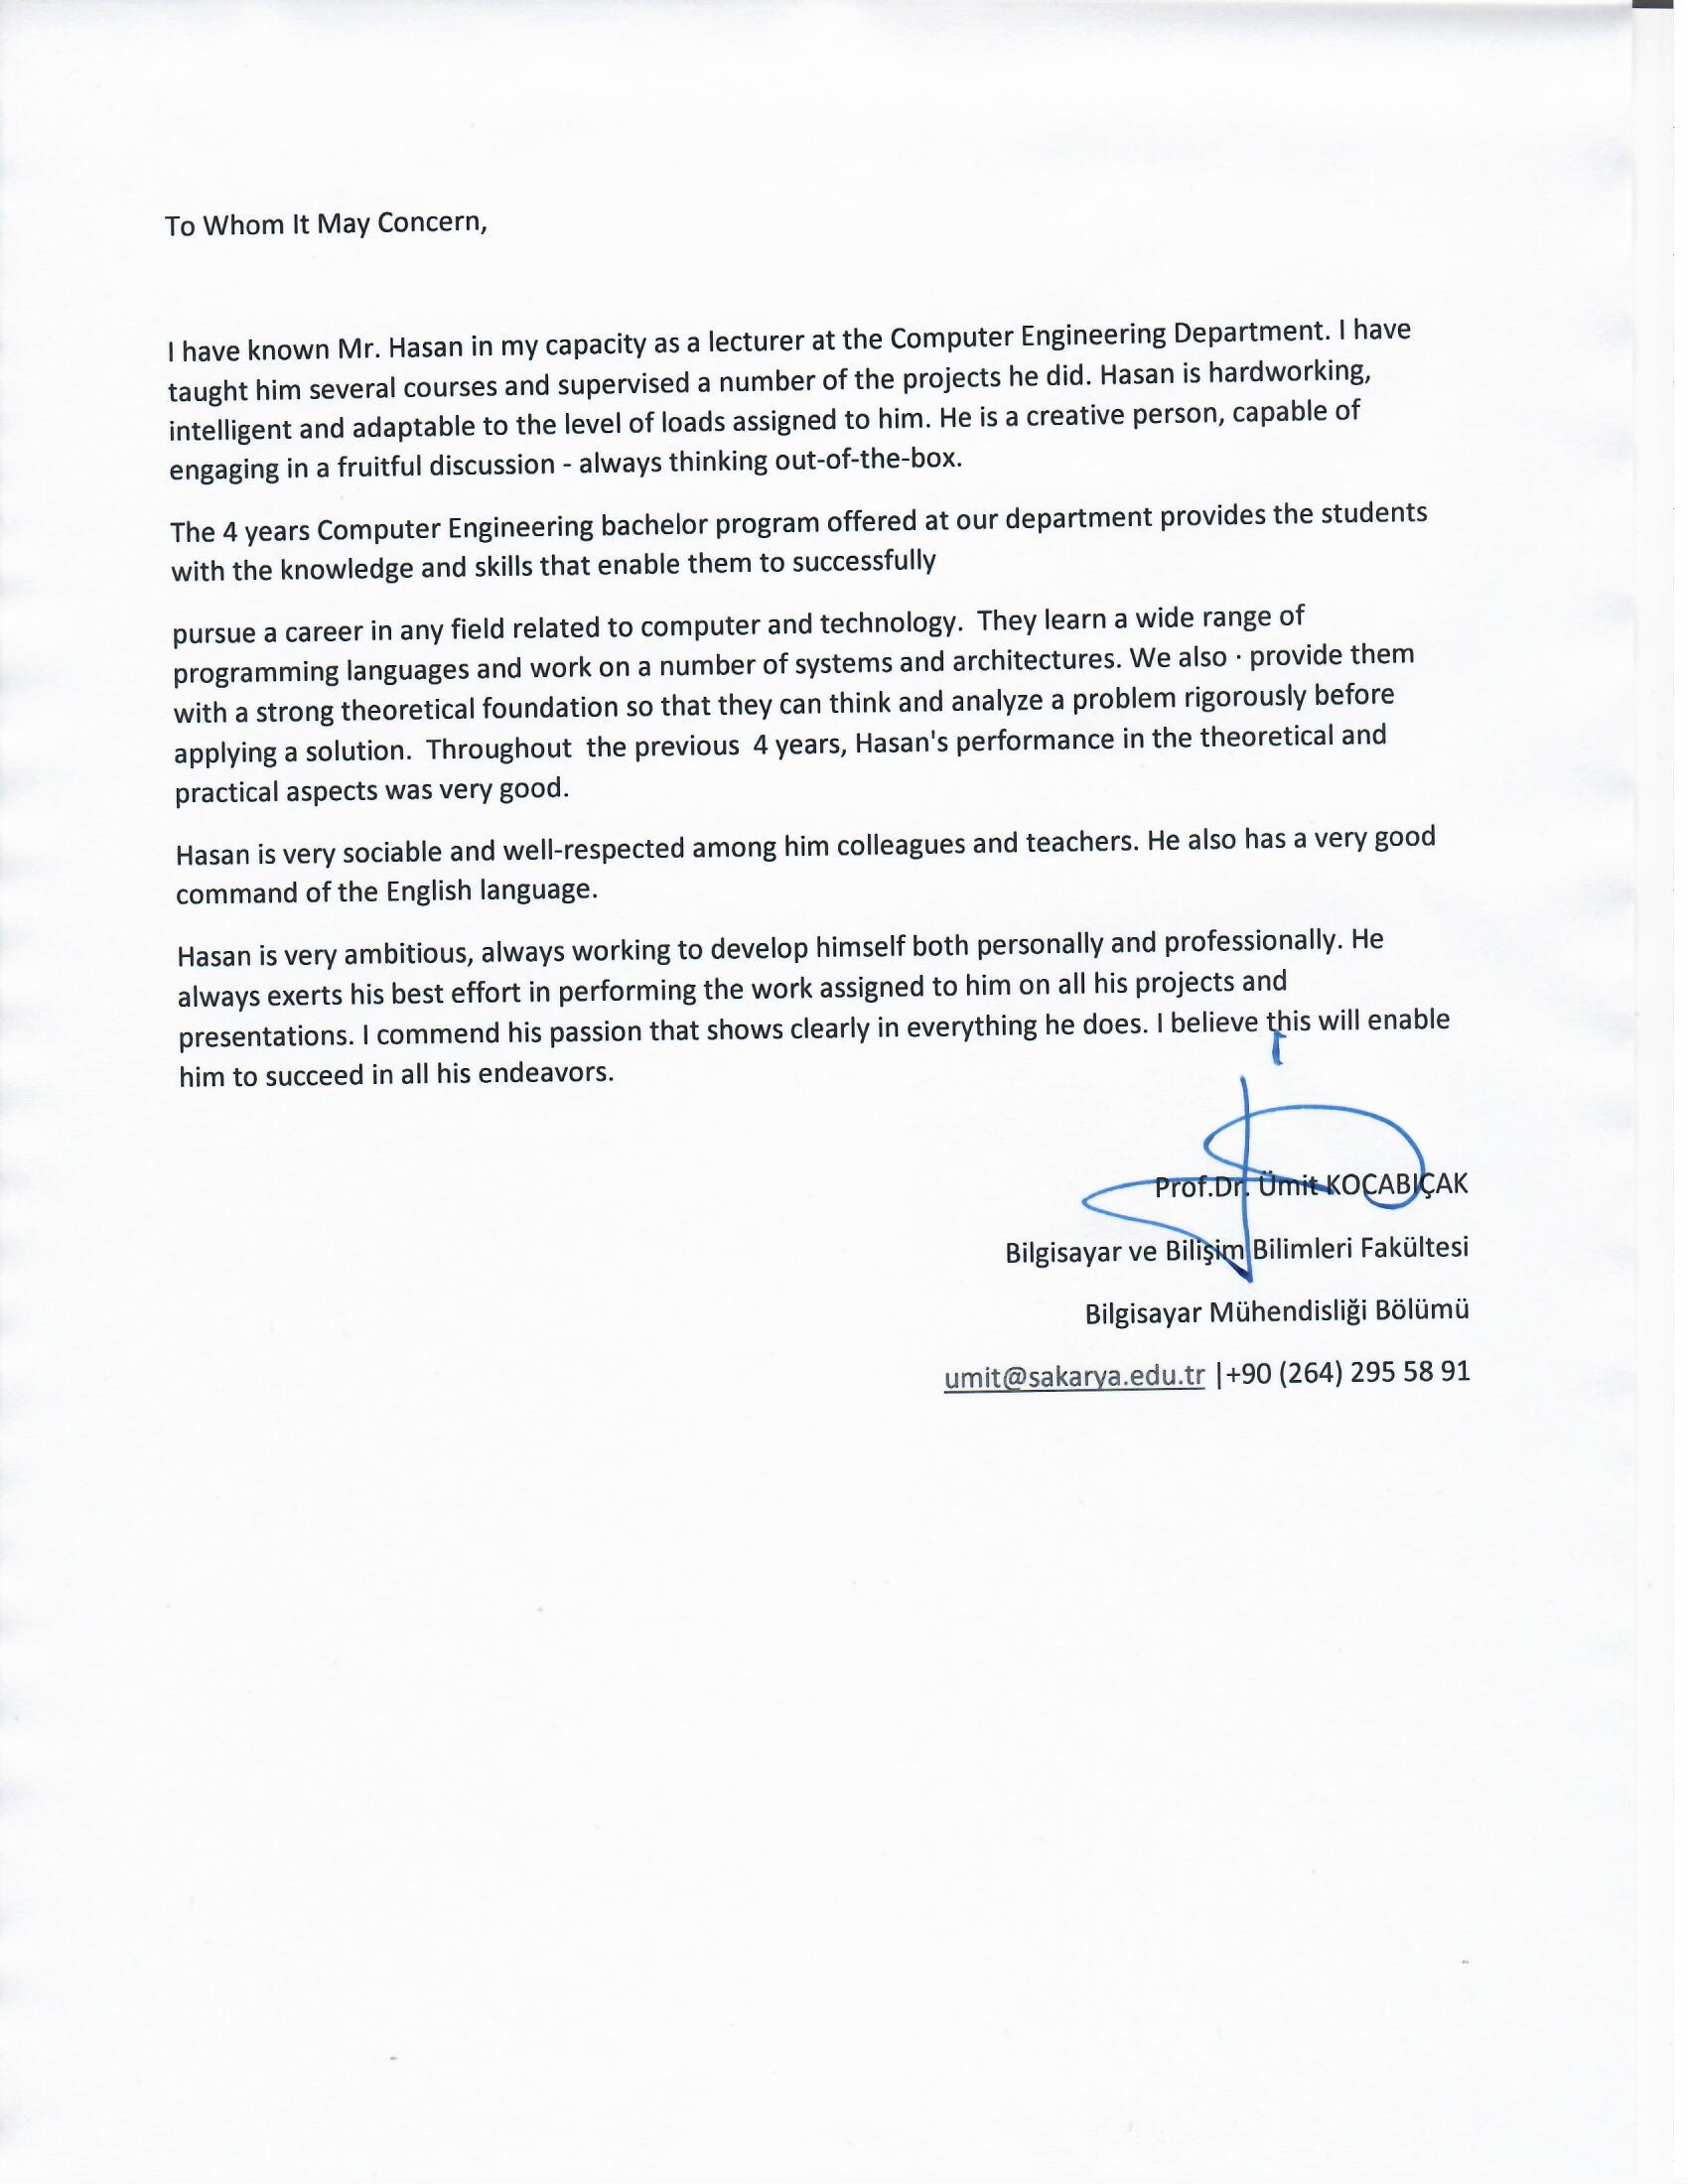 To Whom It May Concern,
I have known Mr. Hasan in my capacity as a lecturer at the Computer Engineering Department. I have
taught him several courses and supervised a number of the projects he did. Hasan is hardworking,
intelligent and adaptable to the level of loads assigned to him. He is a creative person, capable of
engaging in a fruitful discussion - always thinking out-of-the-box.
The 4 years Computer Engineering bachelor program offered at our department provides the students
with the knowledge and skills that enable them to successfully
pursue a career in any field related to computer and technology.  They learn a wide range of
programming languages and work on a number of systems and architectures. We also · provide them
with a strong theoretical foundation so that they can think and analyze a problem rigorously before
applying a solution.  Throughout  the previous  4 years, Hasan's performance in the theoretical and
practical aspects was very good.
Hasan is very sociable and well-respected among him colleagues and teachers. He also has a very good
command of the English language.
Hasan is very ambitious, always working to develop himself both personally and professionally. He
always exerts his best effort in performing the work assigned to him on all his projects and
presentations. I commend his passion that shows clearly in everything he does. I believe this will enable
him to succeed in all his endeavors.
Prof.Dr. Ümit KOCABIÇAK
Bilgisayar ve Bilişim Bilimleri Fakültesi
Bilgisayar Mühendisliği Bölümü
umit@sakarya.edu.tr |+90 (264) 295 58 91